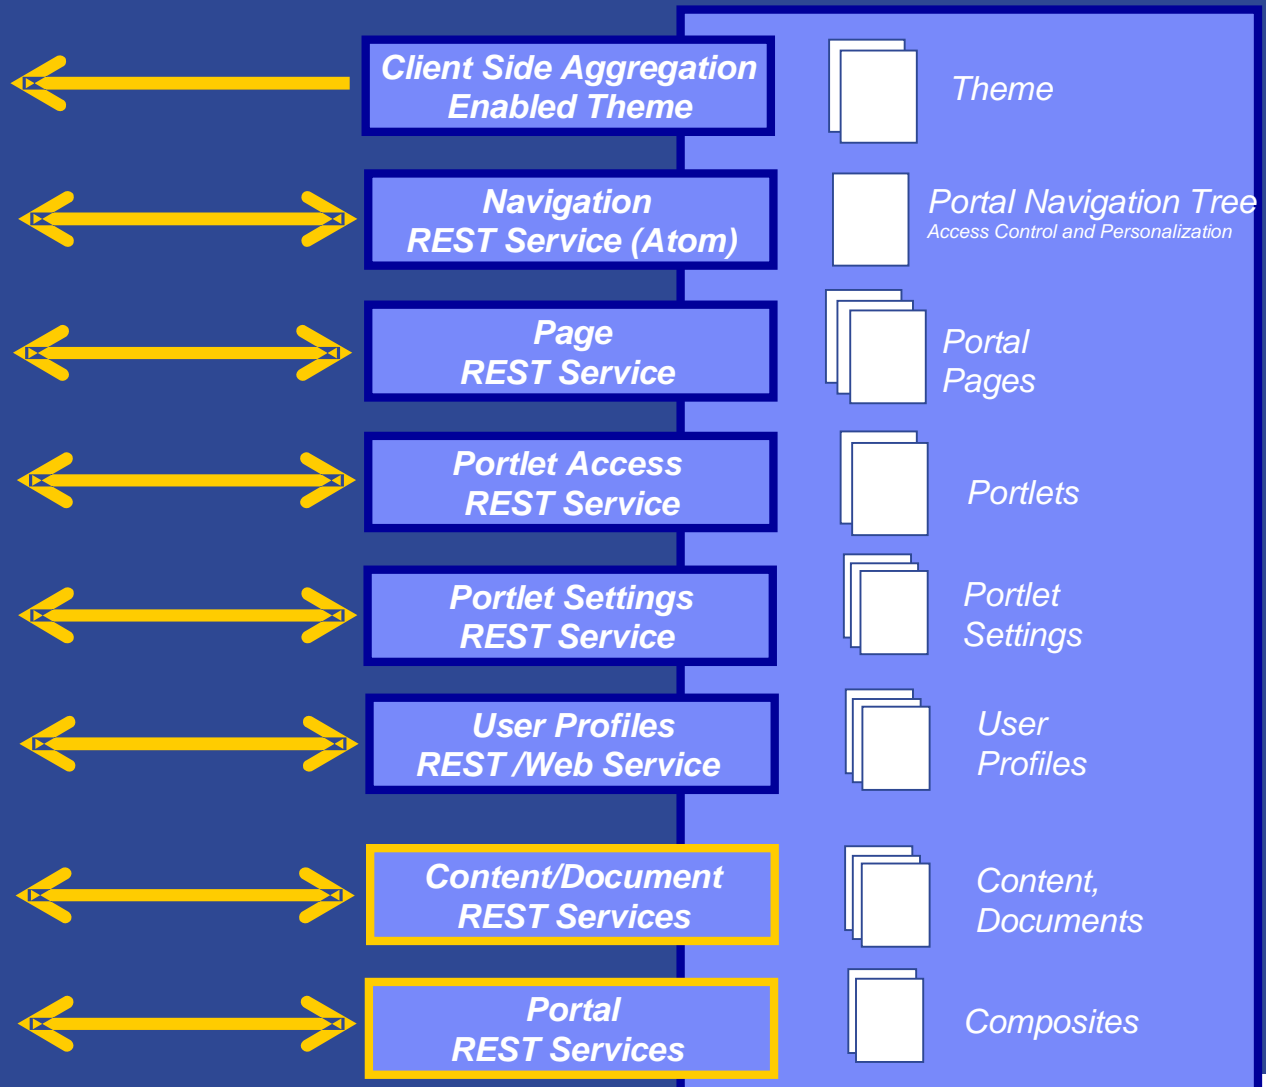 Client Side Aggregation
Enabled Theme
Theme
Navigation
REST Service (Atom)
Portal Navigation Tree
Access Control and Personalization
Page
REST Service
Portal
Pages
Portlet Access
REST Service
Portlets
Portlet Settings
REST Service
Portlet
Settings
User Profiles
REST /Web Service
User
Profiles
Content/Document
REST Services
Content,
Documents
Portal
REST Services
Composites